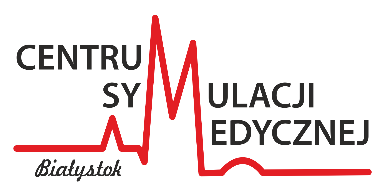 CENTRUM
SYMULACJI
MEDYCZNEJ
Białystok